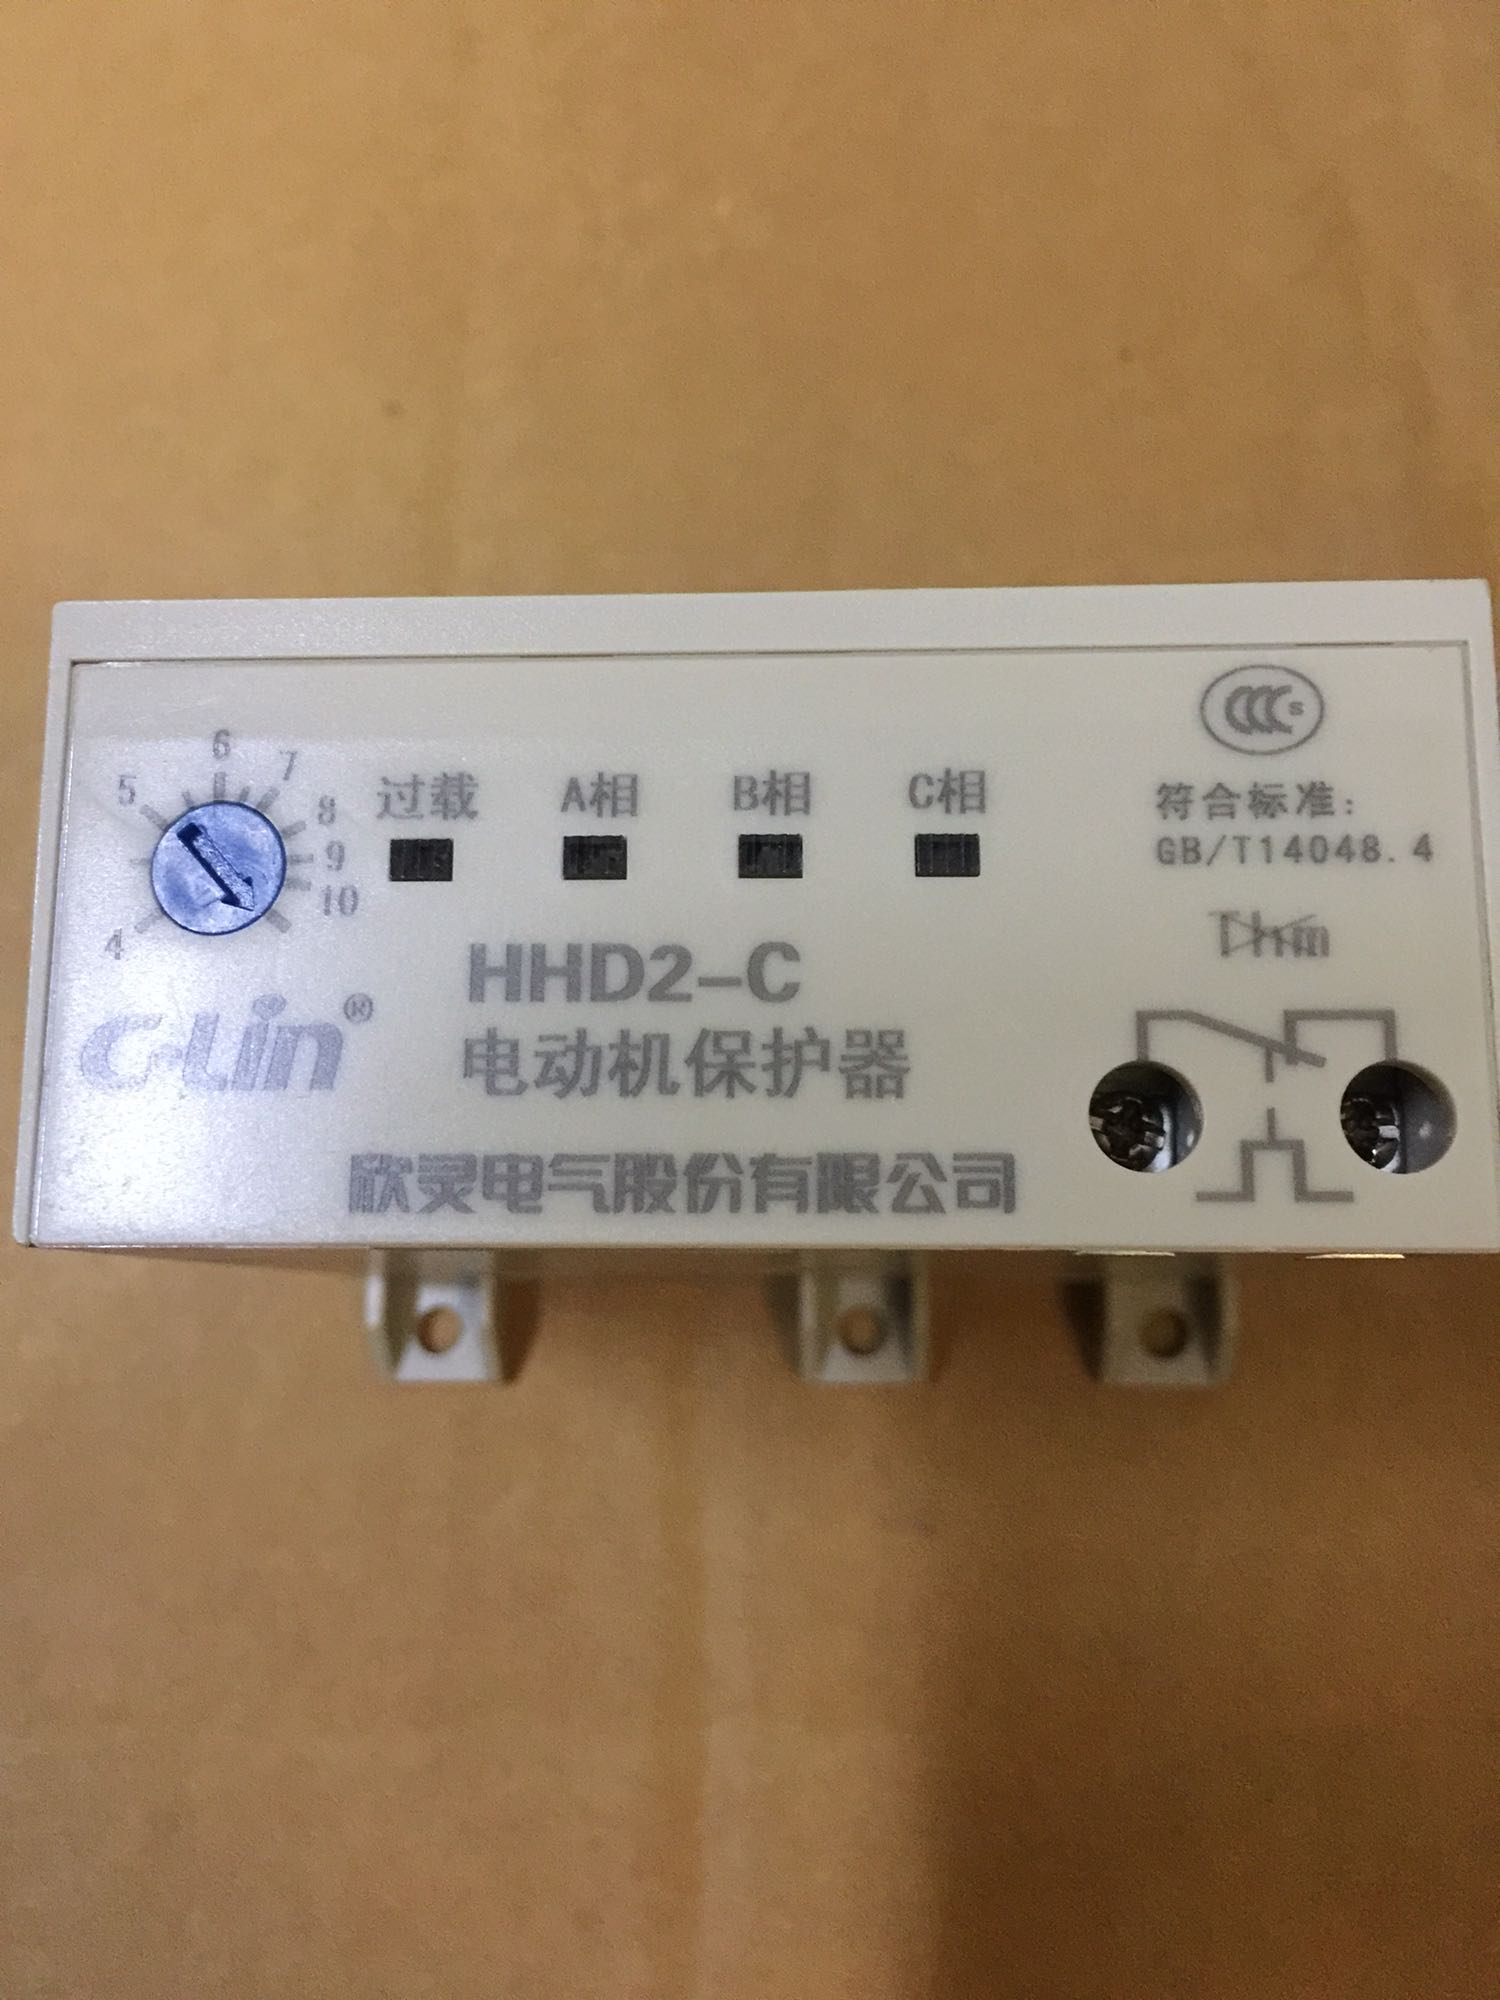 6
7
5
8
9
10
4
过载 A相 B相 C相
CCC S
符合标准：
GB/T14048.4
HHD2-C
C-Lin®
电动机保护器
欣灵电气股份有限公司